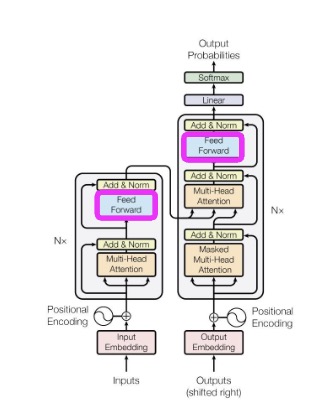 Output
Probabilities
Softmax
Linear
Add & Norm
Feed
Forward
Add & Norm
Multi-Head
Attention
Add & Norm
Masked
Multi-Head
Attention
Nx
Positional
Encoding
Output
Embedding
Outputs
(shifted right)
Add & Norm
Feed
Forward
Add & Norm
Multi-Head
Attention
Nx
Positional
Encoding
Input
Embedding
Inputs